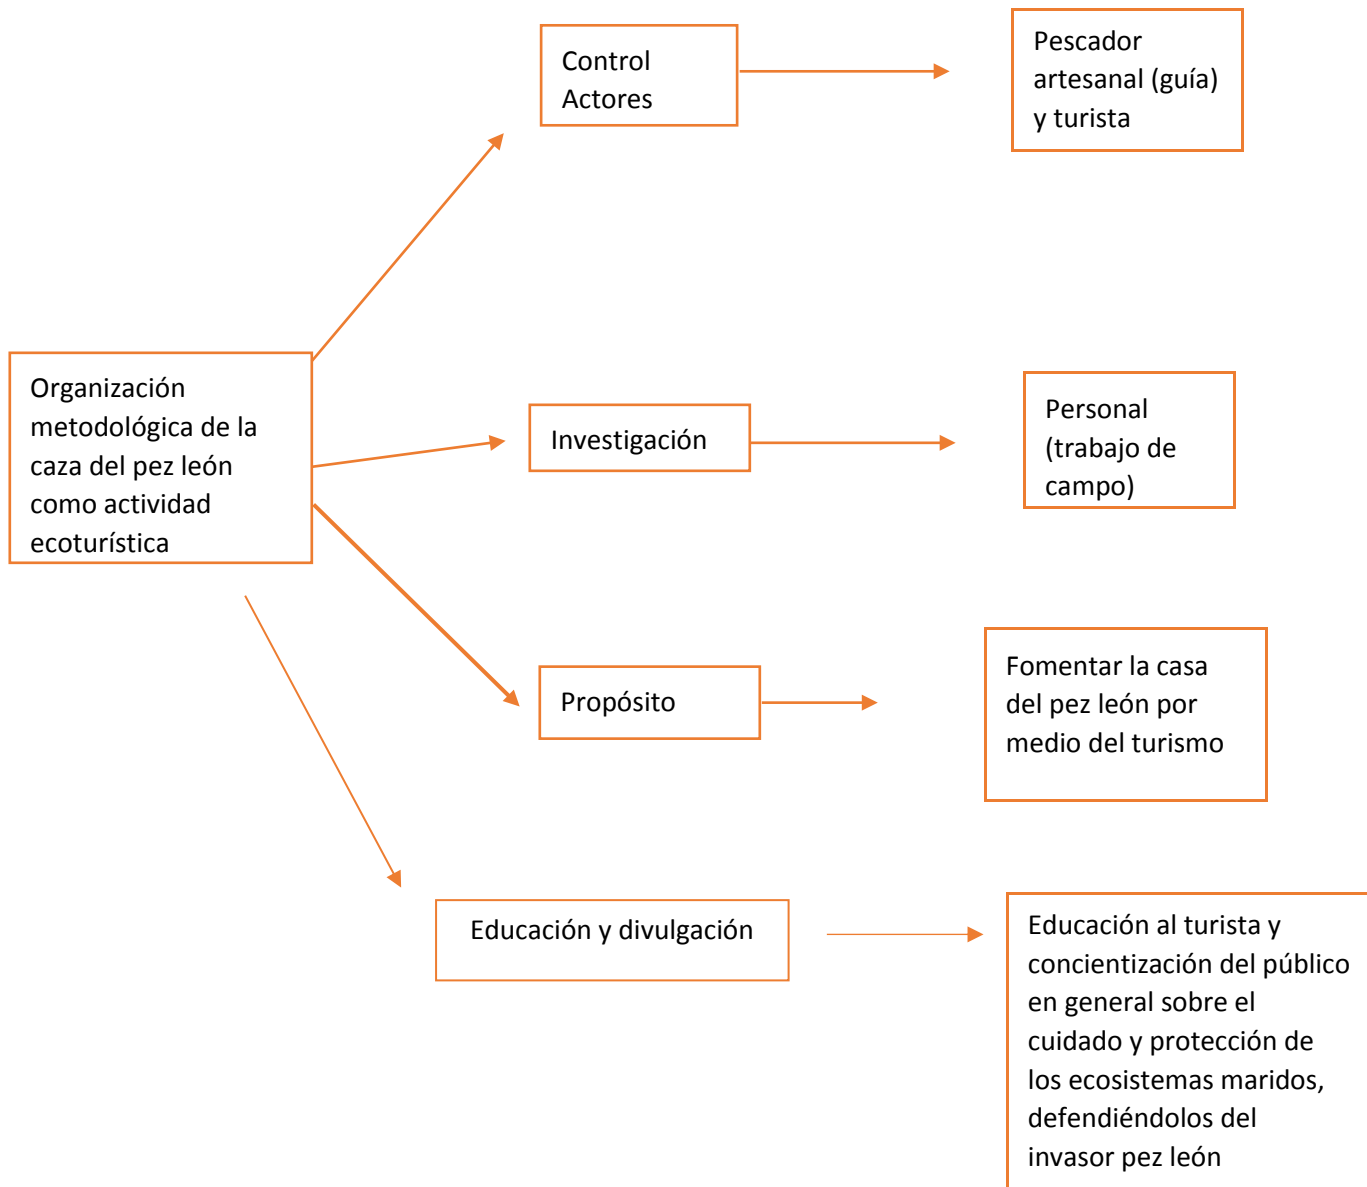 Control
Actores
Pescador
artesanal (guía)
y turista
Organización
metodológica de la
caza del pez león
como actividad
ecoturística
Investigación
Personal
(trabajo de
campo)
Propósito
Fomentar la casa
del pez león por
medio del turismo
Educación y divulgación
Educación al turista y
concientización del público
en general sobre el
cuidado y protección de
los ecosistemas maridos,
defendiéndolos del
invasor pez león